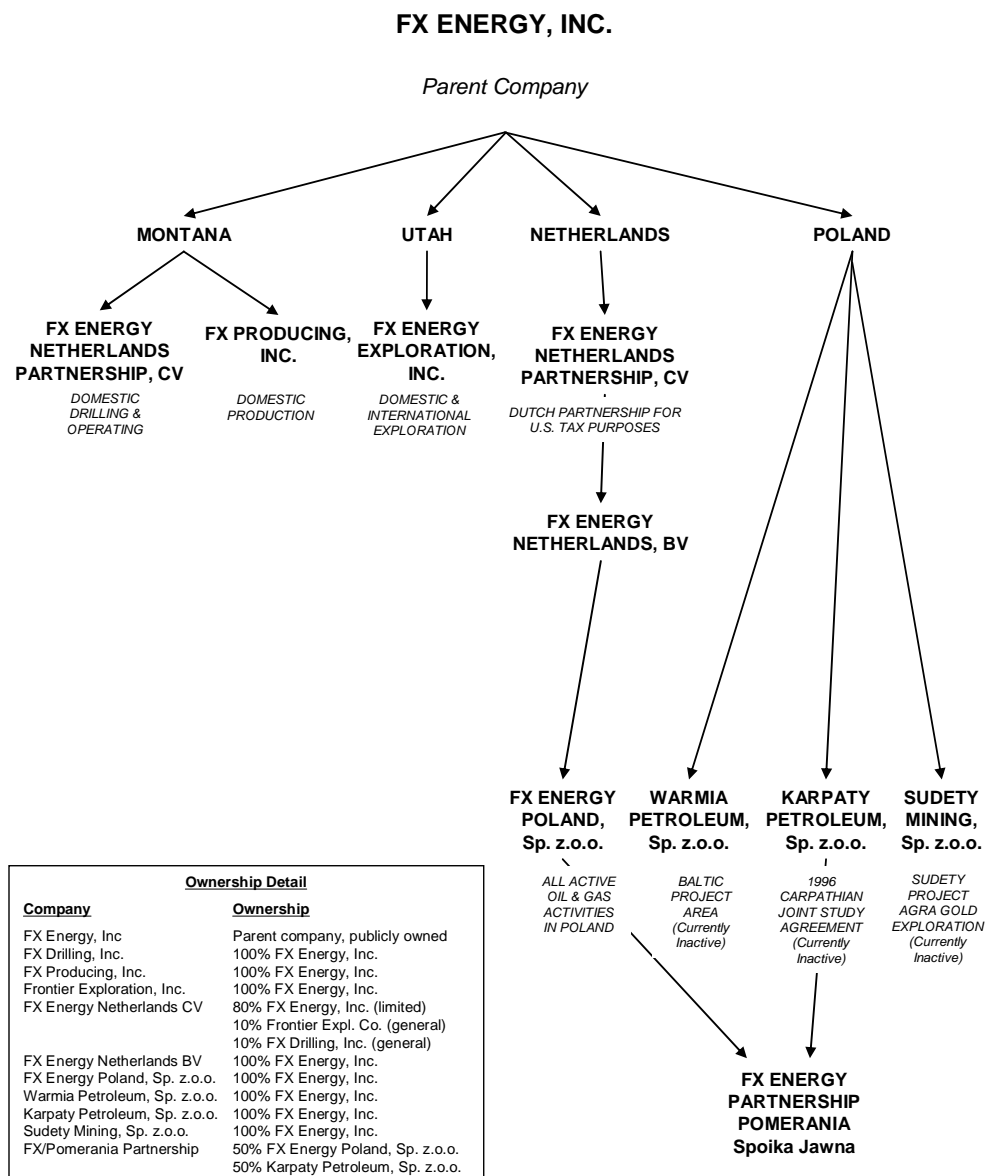 FX ENERGY, INC.
Parent Company
MONTANA
UTAH
NETHERLANDS
POLAND
FX ENERGY
NETHERLANDS
PARTNERSHIP, CV
DOMESTIC
DRILLING &
OPERATING
FX PRODUCING,
INC.
DOMESTIC
PRODUCTION
FX ENERGY
EXPLORATION,
INC.
DOMESTIC &
INTERNATIONAL
EXPLORATION
FX ENERGY
NETHERLANDS
PARTNERSHIP, CV
DUTCH PARTNERSHIP FOR
U.S. TAX PURPOSES
FX ENERGY
NETHERLANDS, BV
FX ENERGY
POLAND,
Sp. z.o.o.
ALL ACTIVE
OIL & GAS
ACTIVITIES
IN POLAND
WARMIA
PETROLEUM,
Sp. z.o.o.
BALTIC
PROJECT
AREA
(Currently
Inactive)
KARPATY
PETROLEUM,
Sp. z.o.o.
1996
CARPATHIAN
JOINT STUDY
AGREEMENT
(Currently
Inactive)
SUDETY
MINING,
Sp. z.o.o.
SUDETY
PROJECT
AGRA GOLD
EXPLORATION
(Currently
Inactive)
FX ENERGY
PARTNERSHIP
POMERANIA
Spoika Jawna
Ownership Detail
Company Ownership
FX Energy, Inc Parent company, publicly owned
FX Drilling, Inc. 100% FX Energy, Inc.
FX Producing, Inc. 100% FX Energy, Inc.
Frontier Exploration, Inc. 100% FX Energy, Inc.
FX Energy Netherlands CV 80% FX Energy, Inc. (limited)
10% Frontier Expl. Co. (general)
10% FX Drilling, Inc. (general)
FX Energy Netherlands BV 100% FX Energy, Inc.
FX Energy Poland, Sp. z.o.o. 100% FX Energy, Inc.
Warmia Petroleum, Sp. z.o.o. 100% FX Energy, Inc.
Karpaty Petroleum, Sp. z.o.o. 100% FX Energy, Inc.
Sudety Mining, Sp. z.o.o. 100% FX Energy, Inc.
FX/Pomerania Partnership 50% FX Energy Poland, Sp. z.o.o.
50% Karpaty Petroleum, Sp. z.o.o.